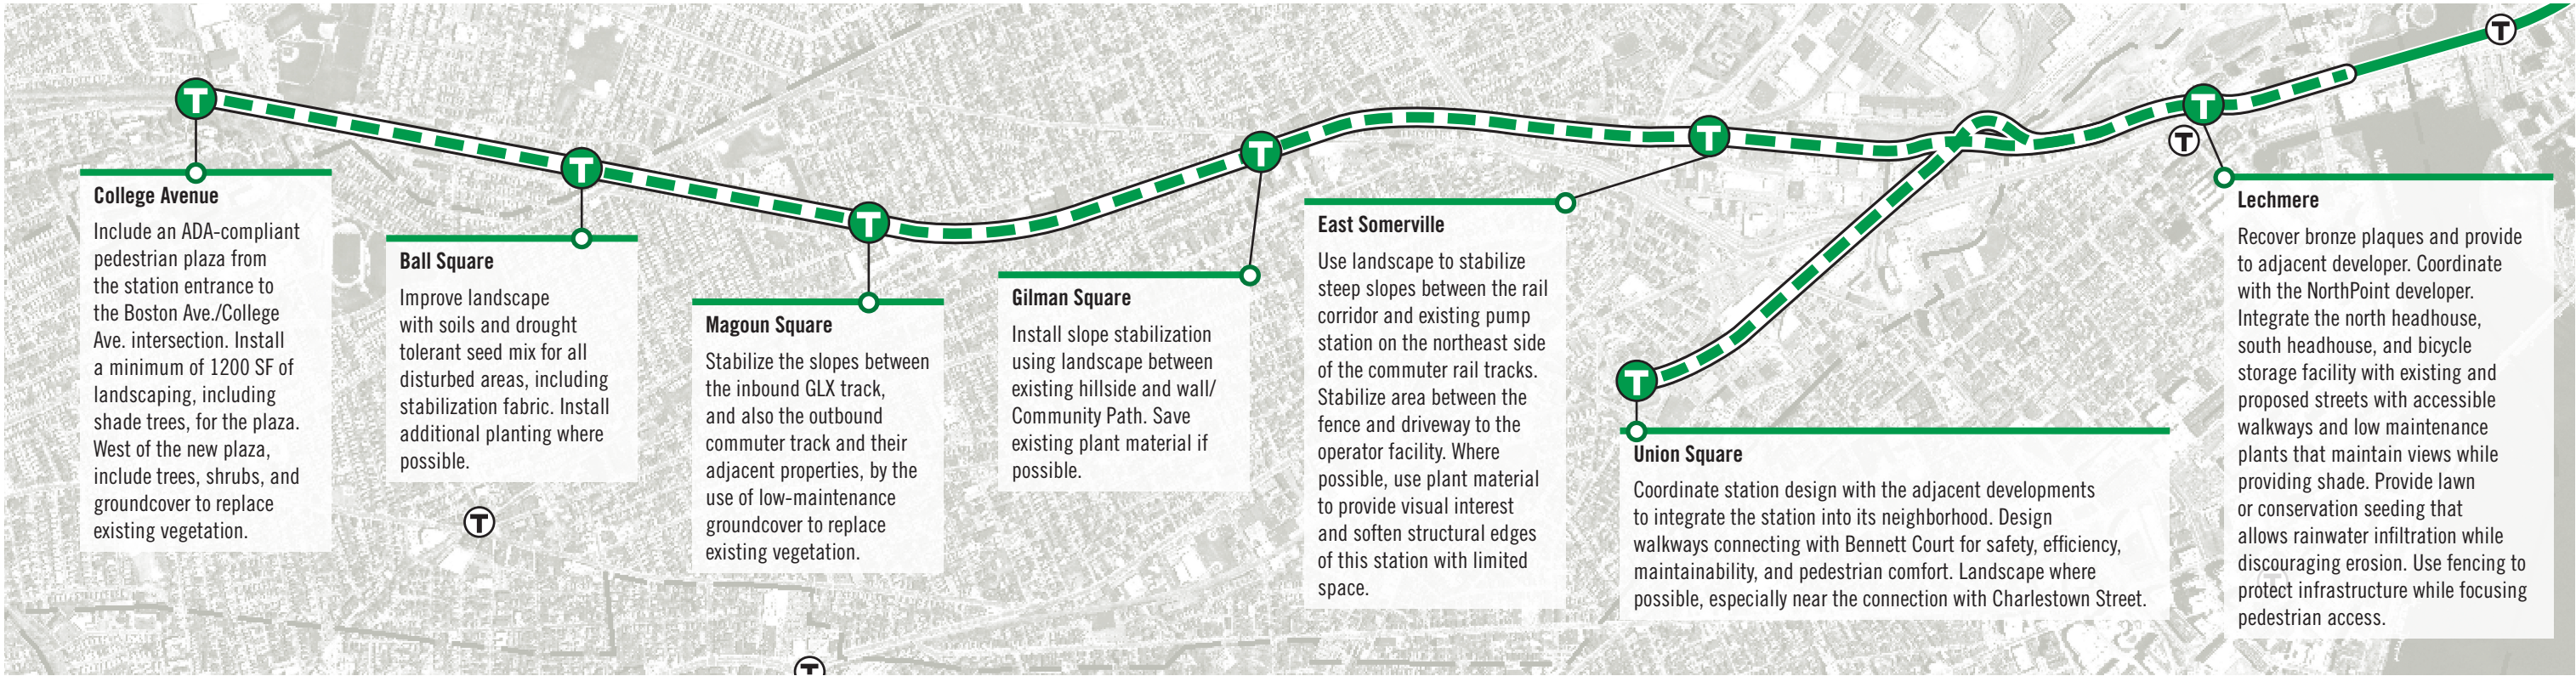 T
T
T
T
T
T
T
T
T
T
T
College Avenue
Include an ADA-compliant
pedestrian plaza from
the station entrance to
the Boston Ave./College
Ave. intersection. Install
a minimum of 1200 SF of
landscaping, including
shade trees, for the plaza.
West of the new plaza,
include trees, shrubs, and
groundcover to replace
existing vegetation.
Ball Square
Improve landscape
with soils and drought
tolerant seed mix for all
disturbed areas, including
stabilization fabric. Install
additional planting where
possible.
Magoun Square
Stabilize the slopes between
the inbound GLX track,
and also the outbound
commuter track and their
adjacent properties, by the
use of low-maintenance
groundcover to replace
existing vegetation.
Gilman Square
Install slope stabilization
using landscape between
existing hillside and wall/
Community Path. Save
existing plant material if
possible.
East Somerville
Use landscape to stabilize
steep slopes between the rail
corridor and existing pump
station on the northeast side
of the commuter rail tracks.
Stabilize area between the
fence and driveway to the
operator facility. Where
possible, use plant material
to provide visual interest
and soften structural edges
of this station with limited
space.
Union Square
Coordinate station design with the adjacent developments
to integrate the station into its neighborhood. Design
walkways connecting with Bennett Court for safety, efficiency,
maintainability, and pedestrian comfort. Landscape where
possible, especially near the connection with Charlestown Street.
Lechmere
Recover bronze plaques and provide
to adjacent developer. Coordinate
with the NorthPoint developer.
Integrate the north headhouse,
south headhouse, and bicycle
storage facility with existing and
proposed streets with accessible
walkways and low maintenance
plants that maintain views while
providing shade. Provide lawn
or conservation seeding that
allows rainwater infiltration while
discouraging erosion. Use fencing to
protect infrastructure while focusing
pedestrian access.